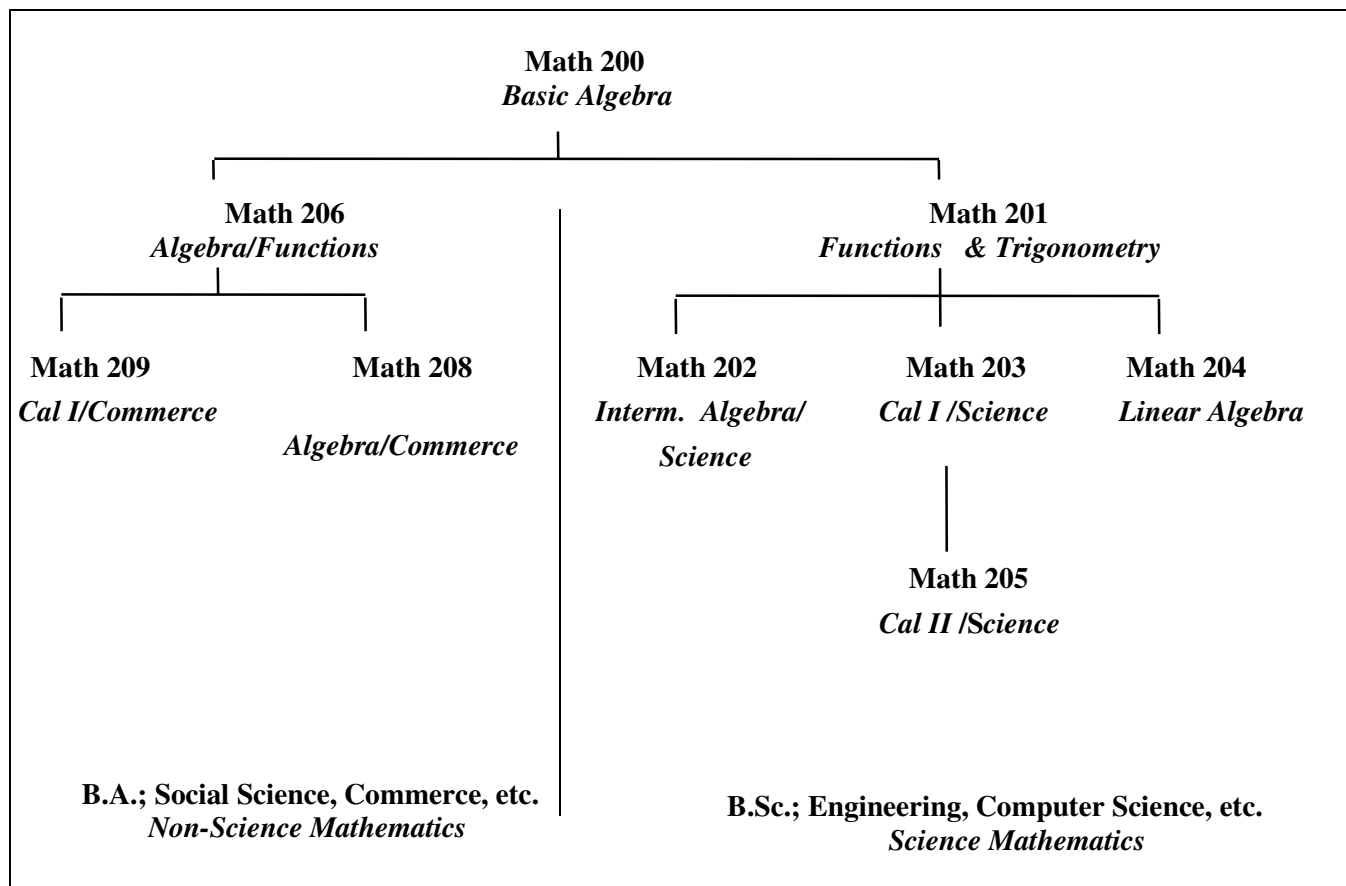 Math 200
Basic Algebra
Math 206
Algebra/Functions
Math 201
Functions & Trigonometry
Math 209
Cal I/Commerce
Math 208
Algebra/Commerce
Math 202
Interm. Algebra/
Science
Math 203
Cal I /Science
Math 204
Linear Algebra
Math 205
Cal II /Science
B.A.; Social Science, Commerce, etc.
Non-Science Mathematics
B.Sc.; Engineering, Computer Science, etc.
Science Mathematics